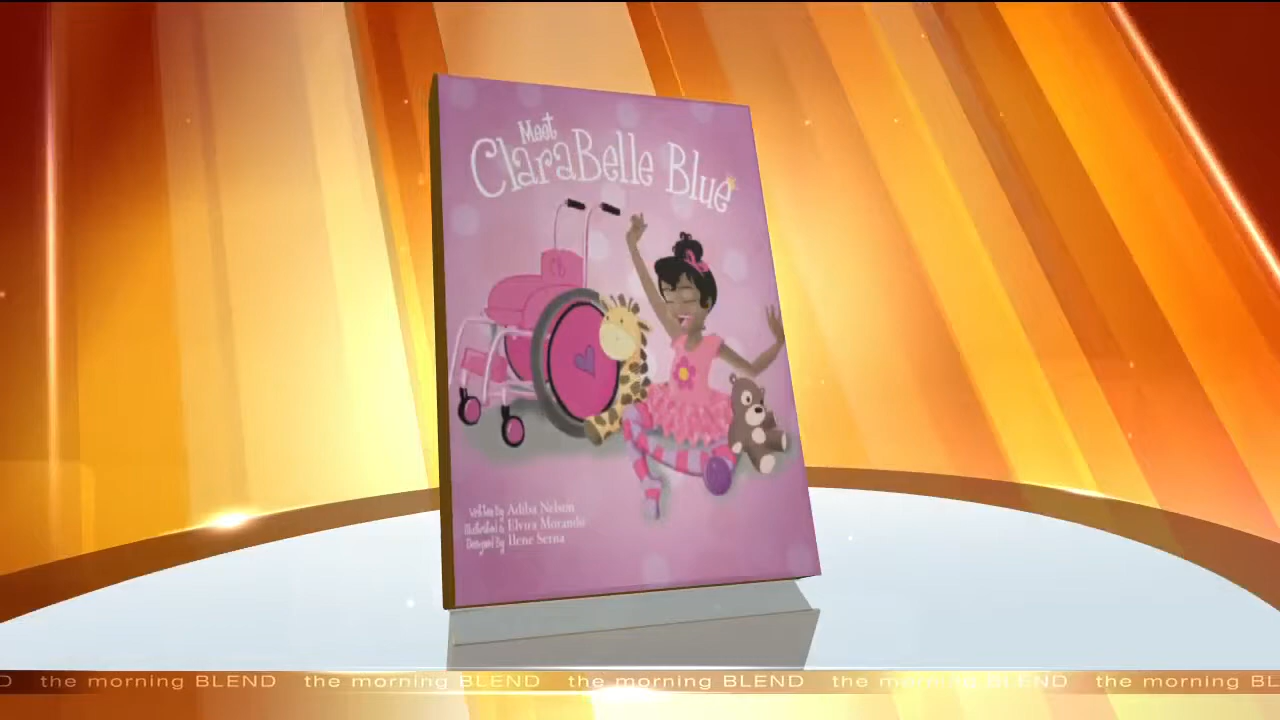 Meet
ClaraBelle Blue
Written by Adiba Nelson
Illustrated by Elvira Morando
Designed By Ilene Serna
the morning BLEND the morning BLEND the morning BLEND the morning BLEND the morning